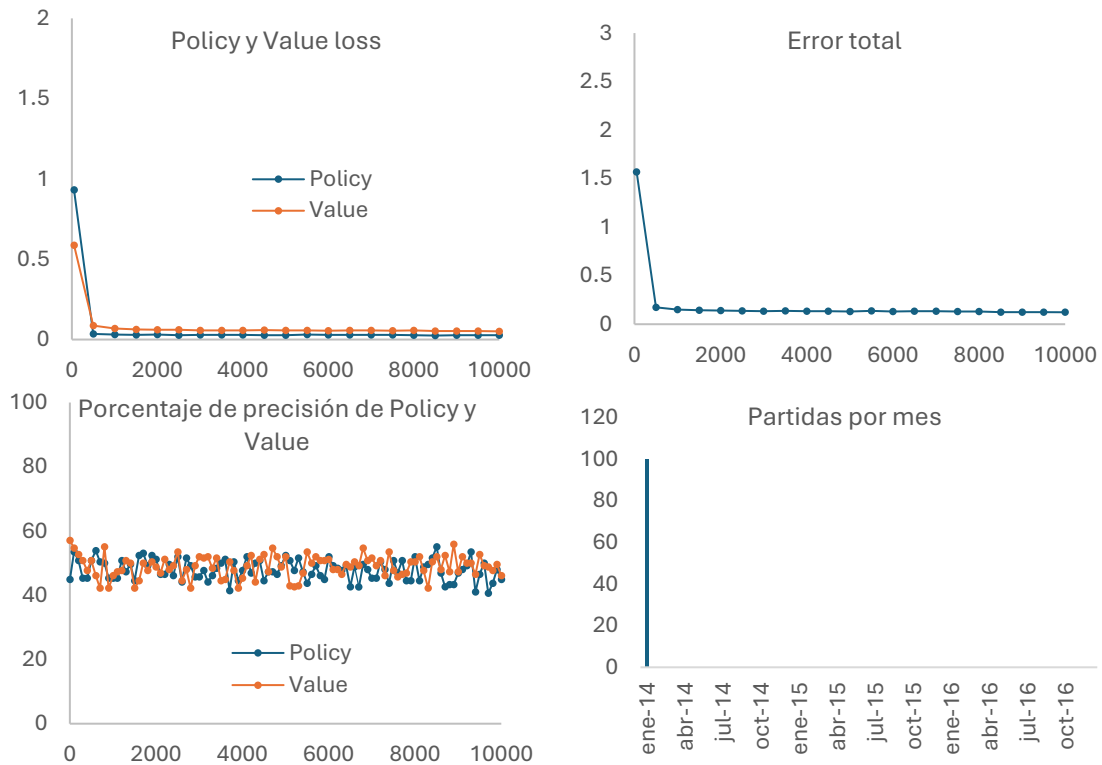 Policy y Value loss
2
1.5
1
0.5
0
0 2000 4000 6000 8000 10000
Policy
Value
Error total
3
2.5
2
1.5
1
0.5
0
0 2000 4000 6000 8000 10000
Porcentaje de precisión de Policy y
Value
100
80
60
40
20
0
0 2000 4000 6000 8000 10000
Policy
Value
Partidas por mes
120
100
80
60
40
20
0
ene-14
abr-14
jul-14
oct-14
ene-15
abr-15
jul-15
oct-15
ene-16
abr-16
jul-16
oct-16